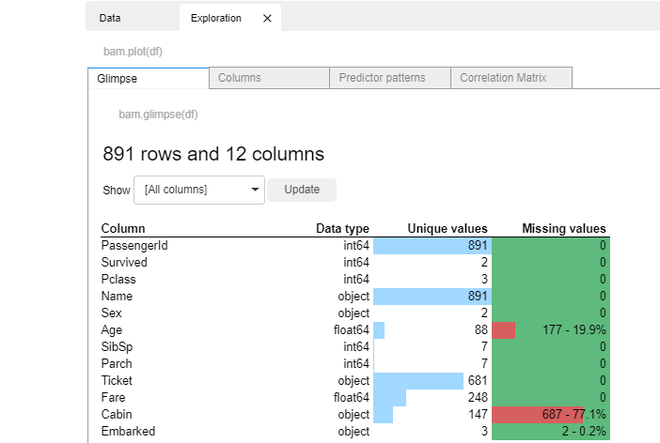 Data Exploration ✕
bam.plot(df)
Glimpse Columns Predictor patterns Correlation Matrix
bam.glimpse(df)
891 rows and 12 columns
Show [All columns] Update
Column Data type Unique values Missing values
PassengerId int64 891 0
Survived int64 2 0
Pclass int64 3 0
Name object 891 0
Sex object 2 0
Age float64 88 177 - 19.9%
SibSp int64 7 0
Parch int64 7 0
Ticket object 681 0
Fare float64 248 0
Cabin object 147 687 - 77.1%
Embarked object 3 2 - 0.2%